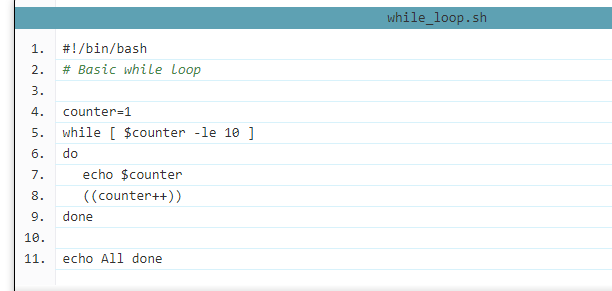 while_loop.sh
1. #!/bin/bash
2. # Basic while loop
3.
4. counter=1
5. while [ $counter -le 10 ]
6. do
7. echo $counter
8. ((counter++))
9. done
10.
11. echo All done